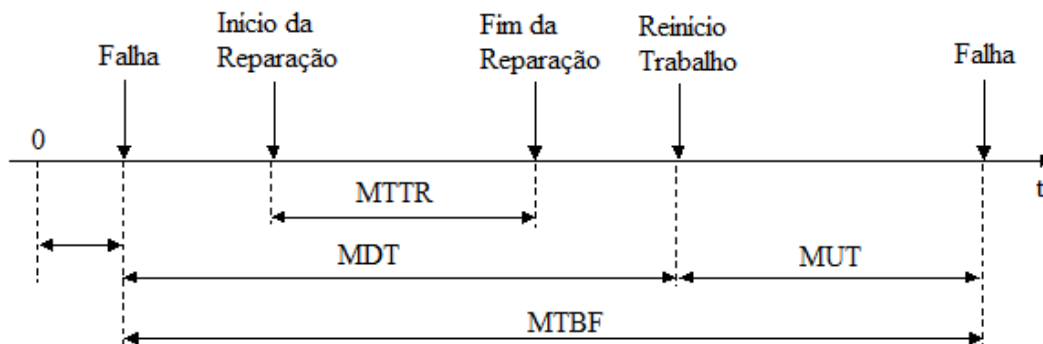 Falha
Início da
Reparação
Fim da
Reparação
Reinício
Trabalho
Falha
0
t
MTTR
MDT
MUT
MTBF